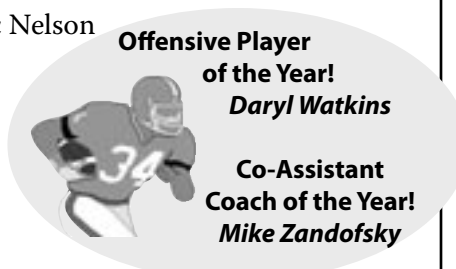 Nelson
Offensive Player
of the Year!
Daryl Watkins
34
Co-Assistant
Coach of the Year!
Mike Zandofsky